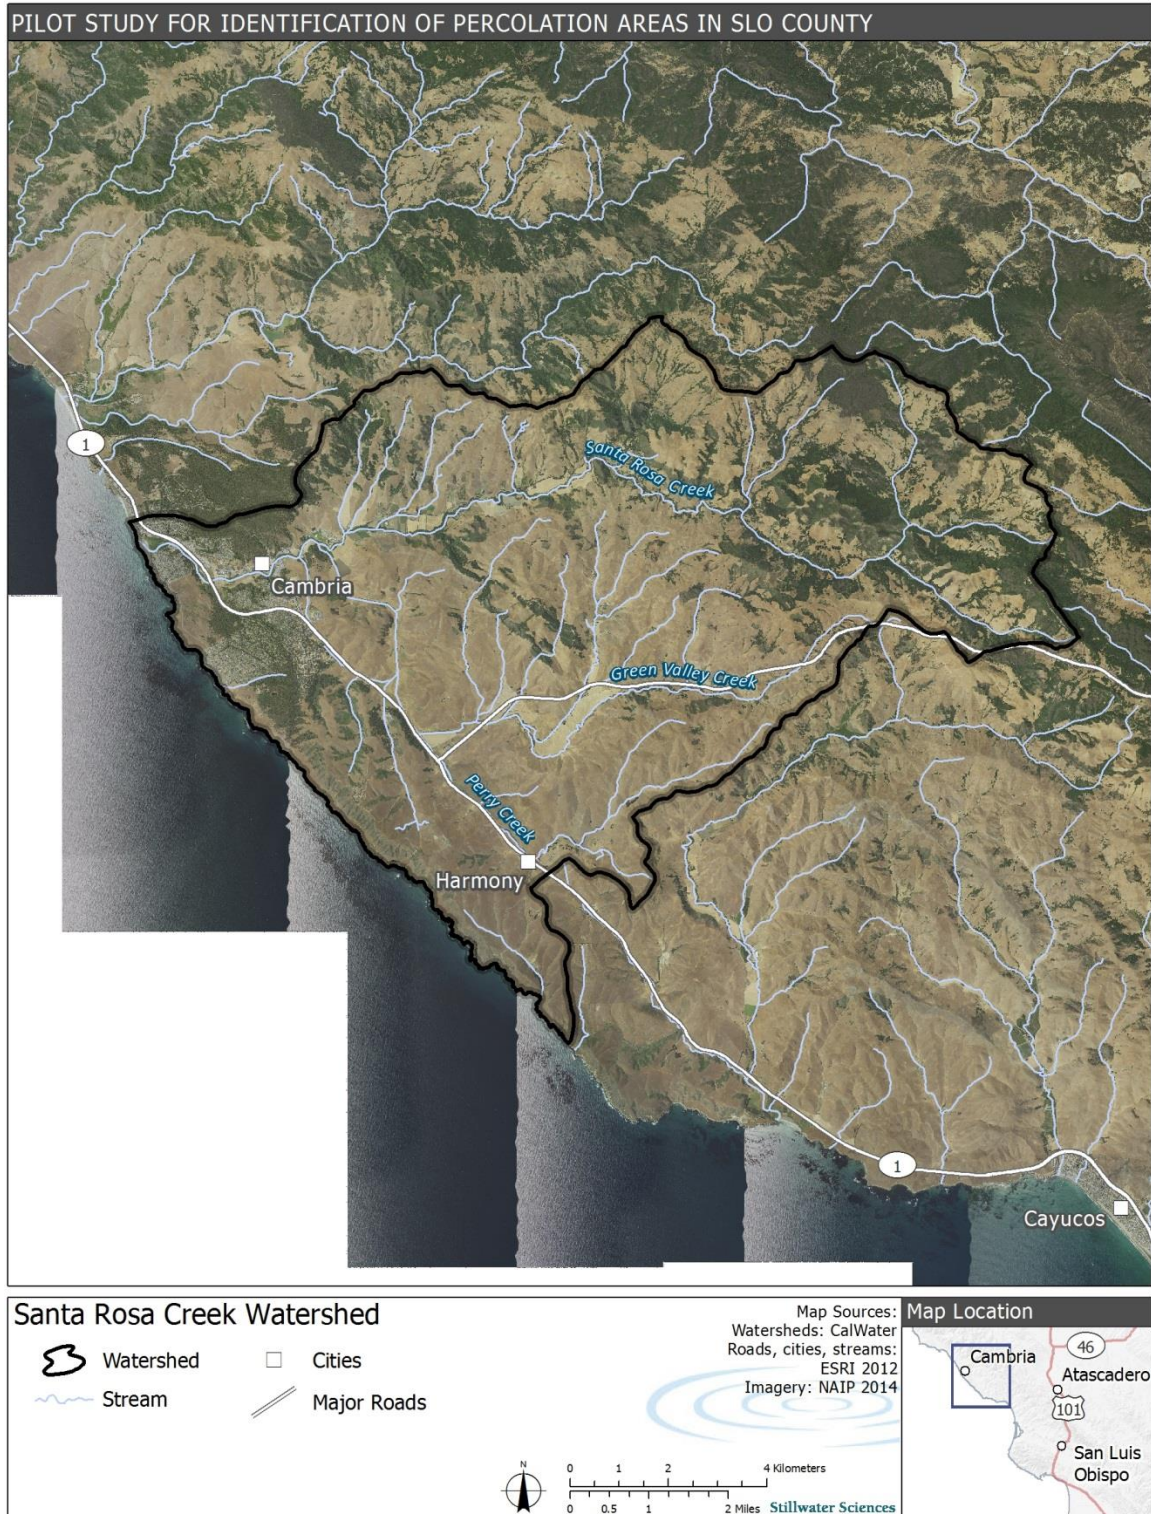 PILOT STUDY FOR IDENTIFICATION OF PERCOLATION AREAS IN SLO COUNTY
1
Santa Rosa Creek
Cambria
Green Valley Creek
Perry Creek
Harmony
1
Cayucos
Santa Rosa Creek Watershed
Watershed
Cities
Stream
Major Roads
Map Sources:
Watersheds: CalWater
Roads, cities, streams:
ESRI 2012
Imagery: NAIP 2014
N
0 1 2 4 Kilometers
0 0.5 1 2 Miles
Stillwater Sciences
Map Location
46
Cambria
Atascadero
101
San Luis
Obispo